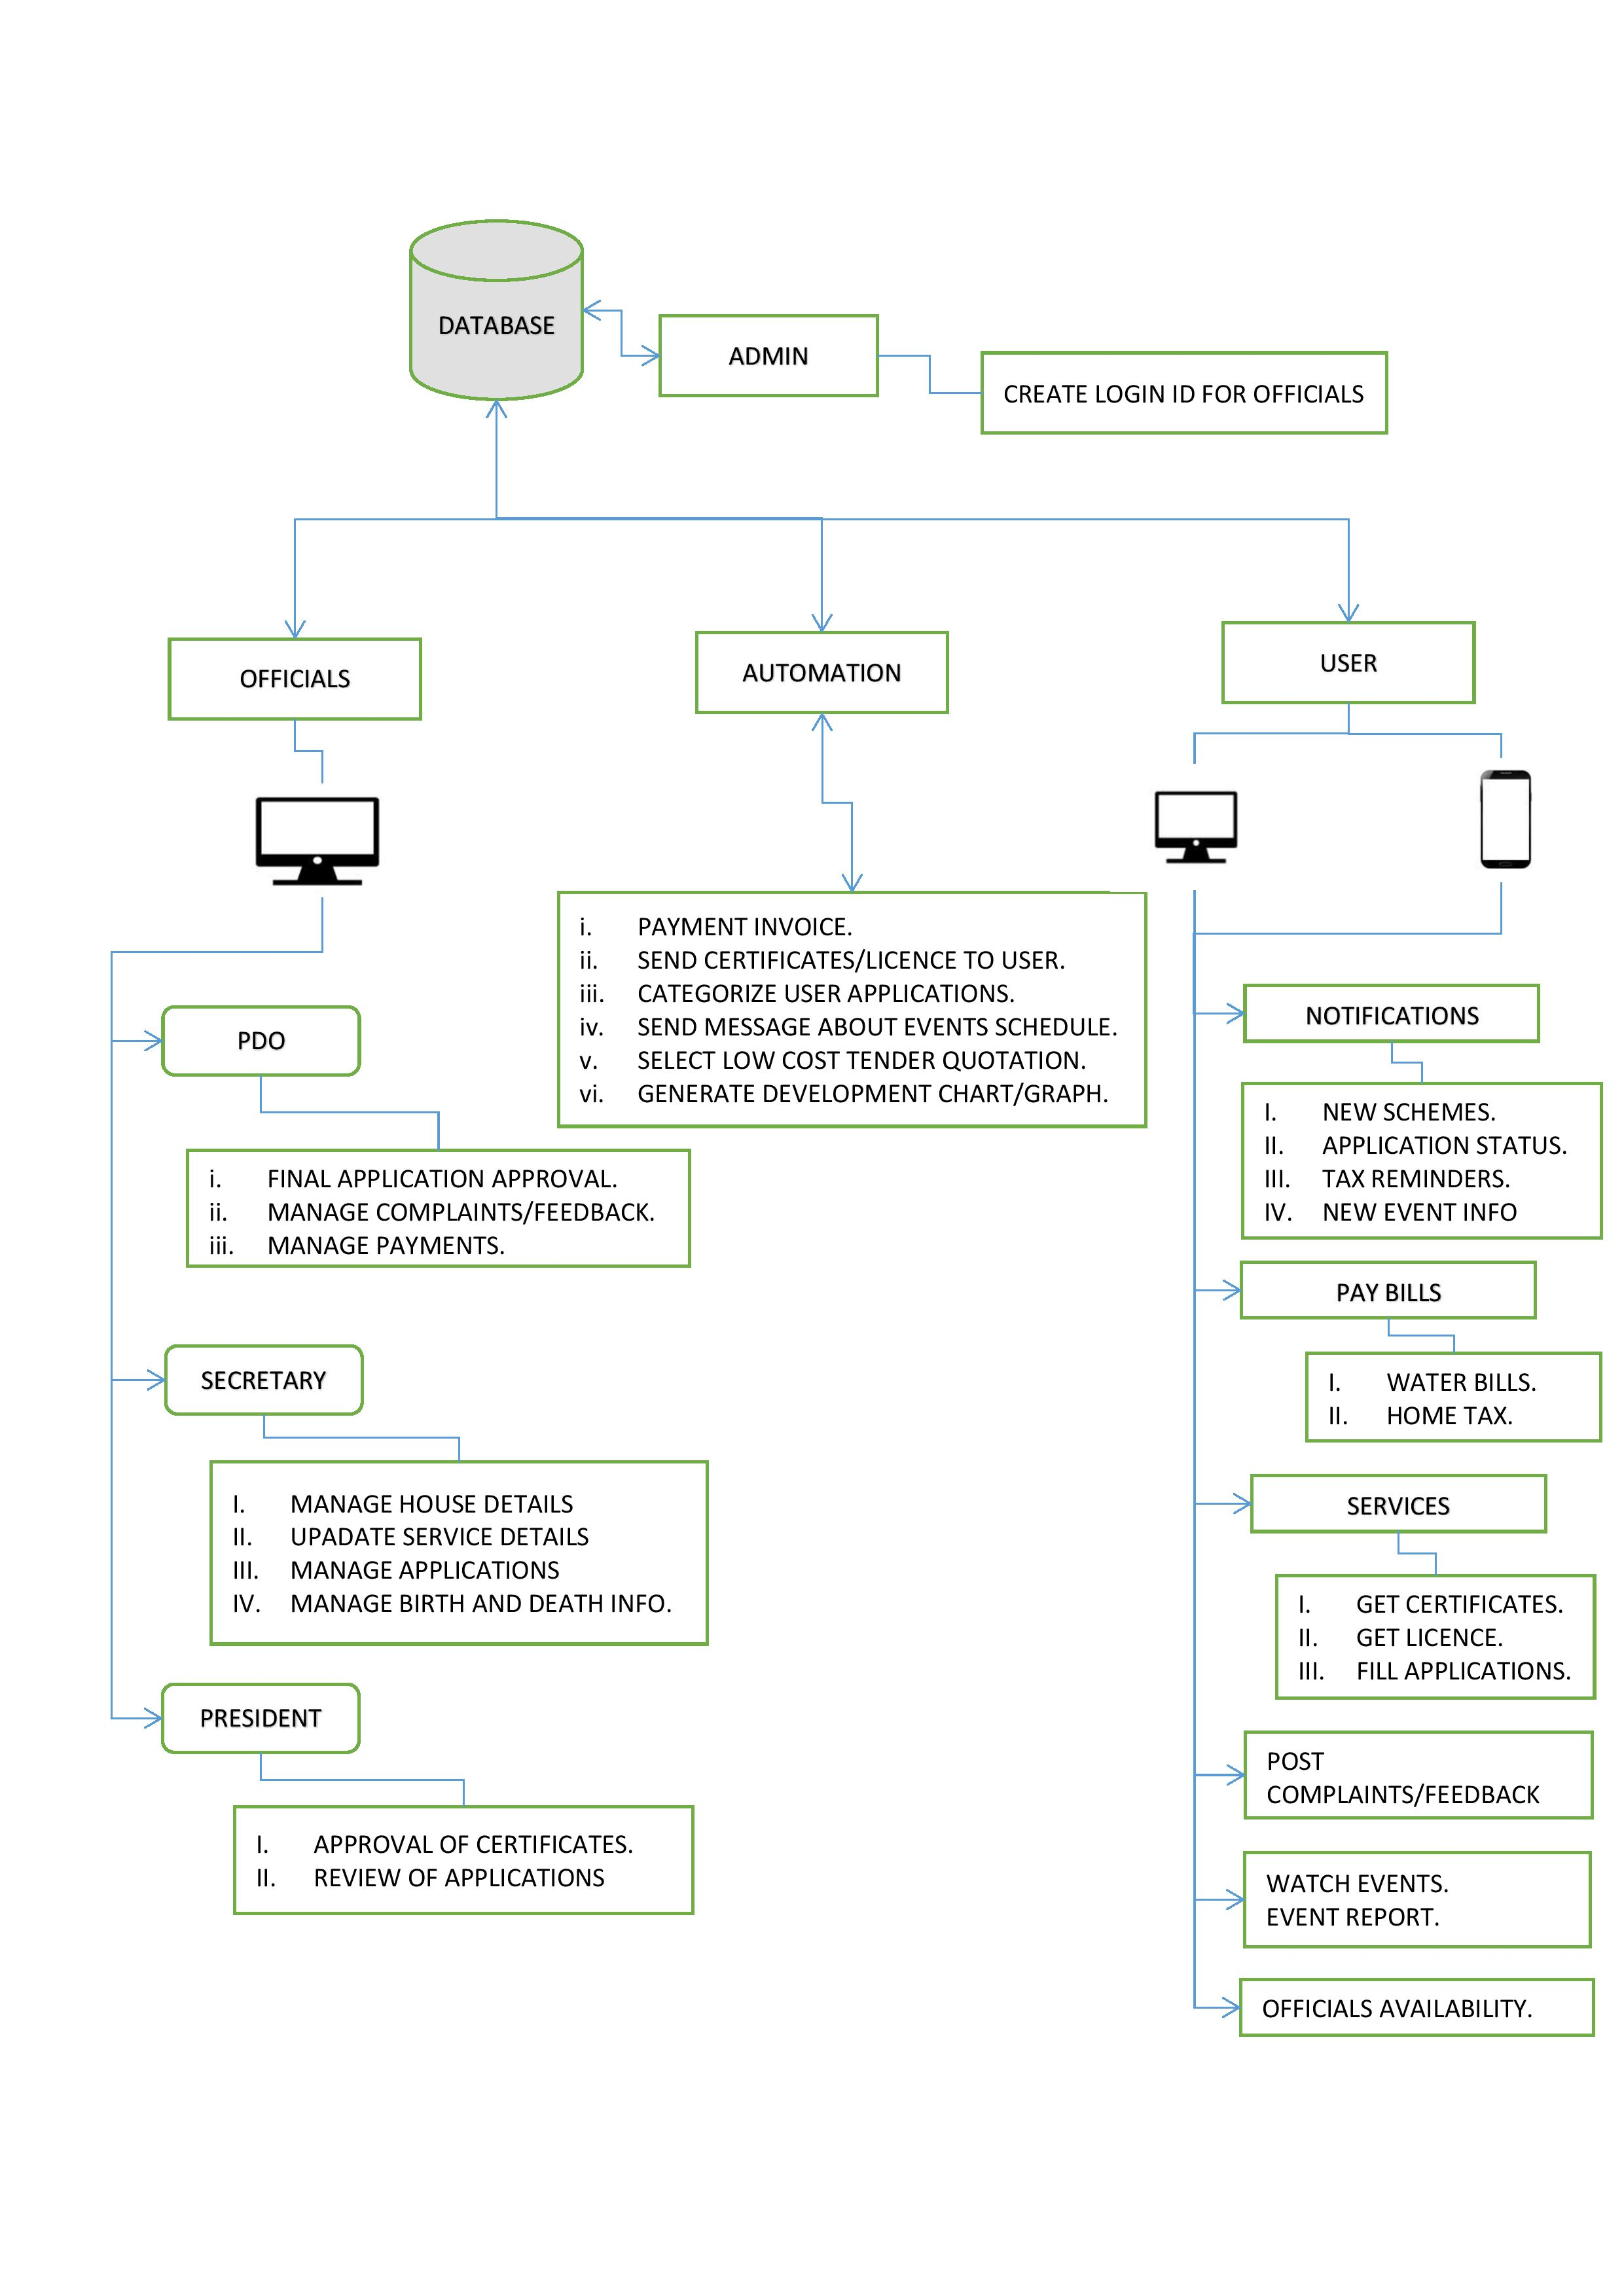 DATABASE
ADMIN
CREATE LOGIN ID FOR OFFICIALS
OFFICIALS
AUTOMATION
USER
i. PAYMENT INVOICE.
ii. SEND CERTIFICATES/LICENCE TO USER.
iii. CATEGORIZE USER APPLICATIONS.
iv. SEND MESSAGE ABOUT EVENTS SCHEDULE.
v. SELECT LOW COST TENDER QUOTATION.
vi. GENERATE DEVELOPMENT CHART/GRAPH.
PDO
i. FINAL APPLICATION APPROVAL.
ii. MANAGE COMPLAINTS/FEEDBACK.
iii. MANAGE PAYMENTS.
SECRETARY
I. MANAGE HOUSE DETAILS
II. UPADATE SERVICE DETAILS
III. MANAGE APPLICATIONS
IV. MANAGE BIRTH AND DEATH INFO.
PRESIDENT
I. APPROVAL OF CERTIFICATES.
II. REVIEW OF APPLICATIONS
NOTIFICATIONS
I. NEW SCHEMES.
II. APPLICATION STATUS.
III. TAX REMINDERS.
IV. NEW EVENT INFO
PAY BILLS
I. WATER BILLS.
II. HOME TAX.
SERVICES
I. GET CERTIFICATES.
II. GET LICENCE.
III. FILL APPLICATIONS.
POST
COMPLAINTS/FEEDBACK
WATCH EVENTS.
EVENT REPORT.
OFFICIALS AVAILABILITY.